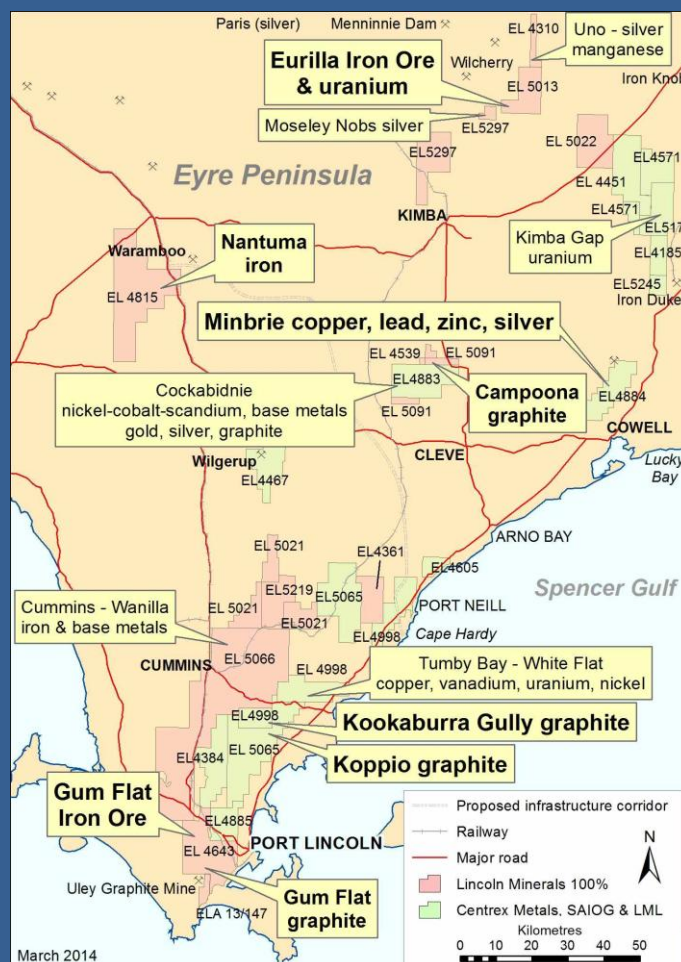 Paris (silver)
Menninnie Dam
EL 4310
Uno - silver
manganese
Wilcherry
Eurilla Iron Ore
& uranium
EL 5013
Iron Knob
Moseley Nobs silver
EL5297
EL5297
EL 5022
EL4571
Eyre Peninsula
EL 4451
KIMBA
EL4571
EL517
Kimba Gap
uranium
EL4185
Waramboo
Nantuma
iron
EL 4815
EL5245
Iron Duke
Minbrie copper, lead, zinc, silver
EL 4539
EL 5091
EL4883
EL4884
Cockabidnie
nickel-cobalt-scandium, base metals
gold, silver, graphite
Campoona
graphite
EL 5091
COWELL
Wilgerup
CLEVE
Lucky
Bay
EL4467
ARNO BAY
EL 5021
EL4361
EL4605
EL5219
EL5065
Spencer Gulf
EL 5021
EL5021
PORT NEILL
Cummins - Wanilla
iron & base metals
EL4998
Cape Hardy
CUMMINS
EL 5066
EL 4998
Tumby Bay - White Flat
copper, vanadium, uranium, nickel
EL4998
Kookaburra Gully graphite
EL4384
EL 5065
Koppio graphite
Gum Flat
Iron Ore
EL4885
PORT LINCOLN
EL 4643
Uley Graphite Mine
Gum Flat
graphite
ELA 13/147
Proposed infrastructure corridor
Railway
Major road
N
Lincoln Minerals 100%
Centrex Metals, SAIOG & LML
Kilometres
0 10 20 30 40 50
March 2014